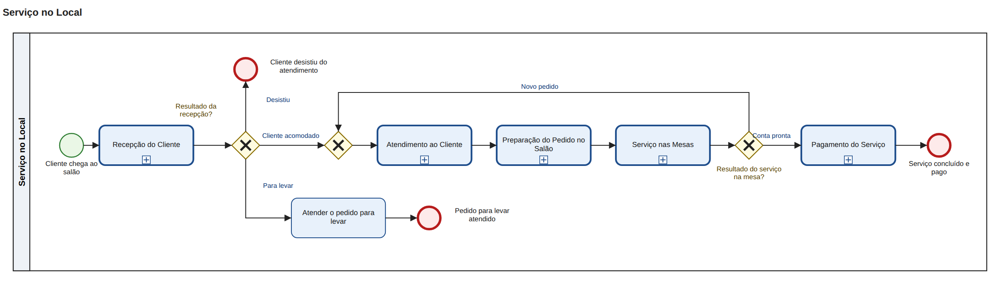 Serviço no Local
Serviço no Local
Cliente chega ao
salão
Recepção do Cliente
Resultado da
recepção?
Cliente desistiu do
atendimento
Desistiu
Cliente acomodado
Para levar
Atender o pedido para
levar
Pedido para levar
atendido
Novo pedido
Atendimento ao Cliente
Preparação do Pedido no
Salão
Serviço nas Mesas
Resultado do serviço
na mesa?
Conta pronta
Pagamento do Serviço
Serviço concluído e
pago